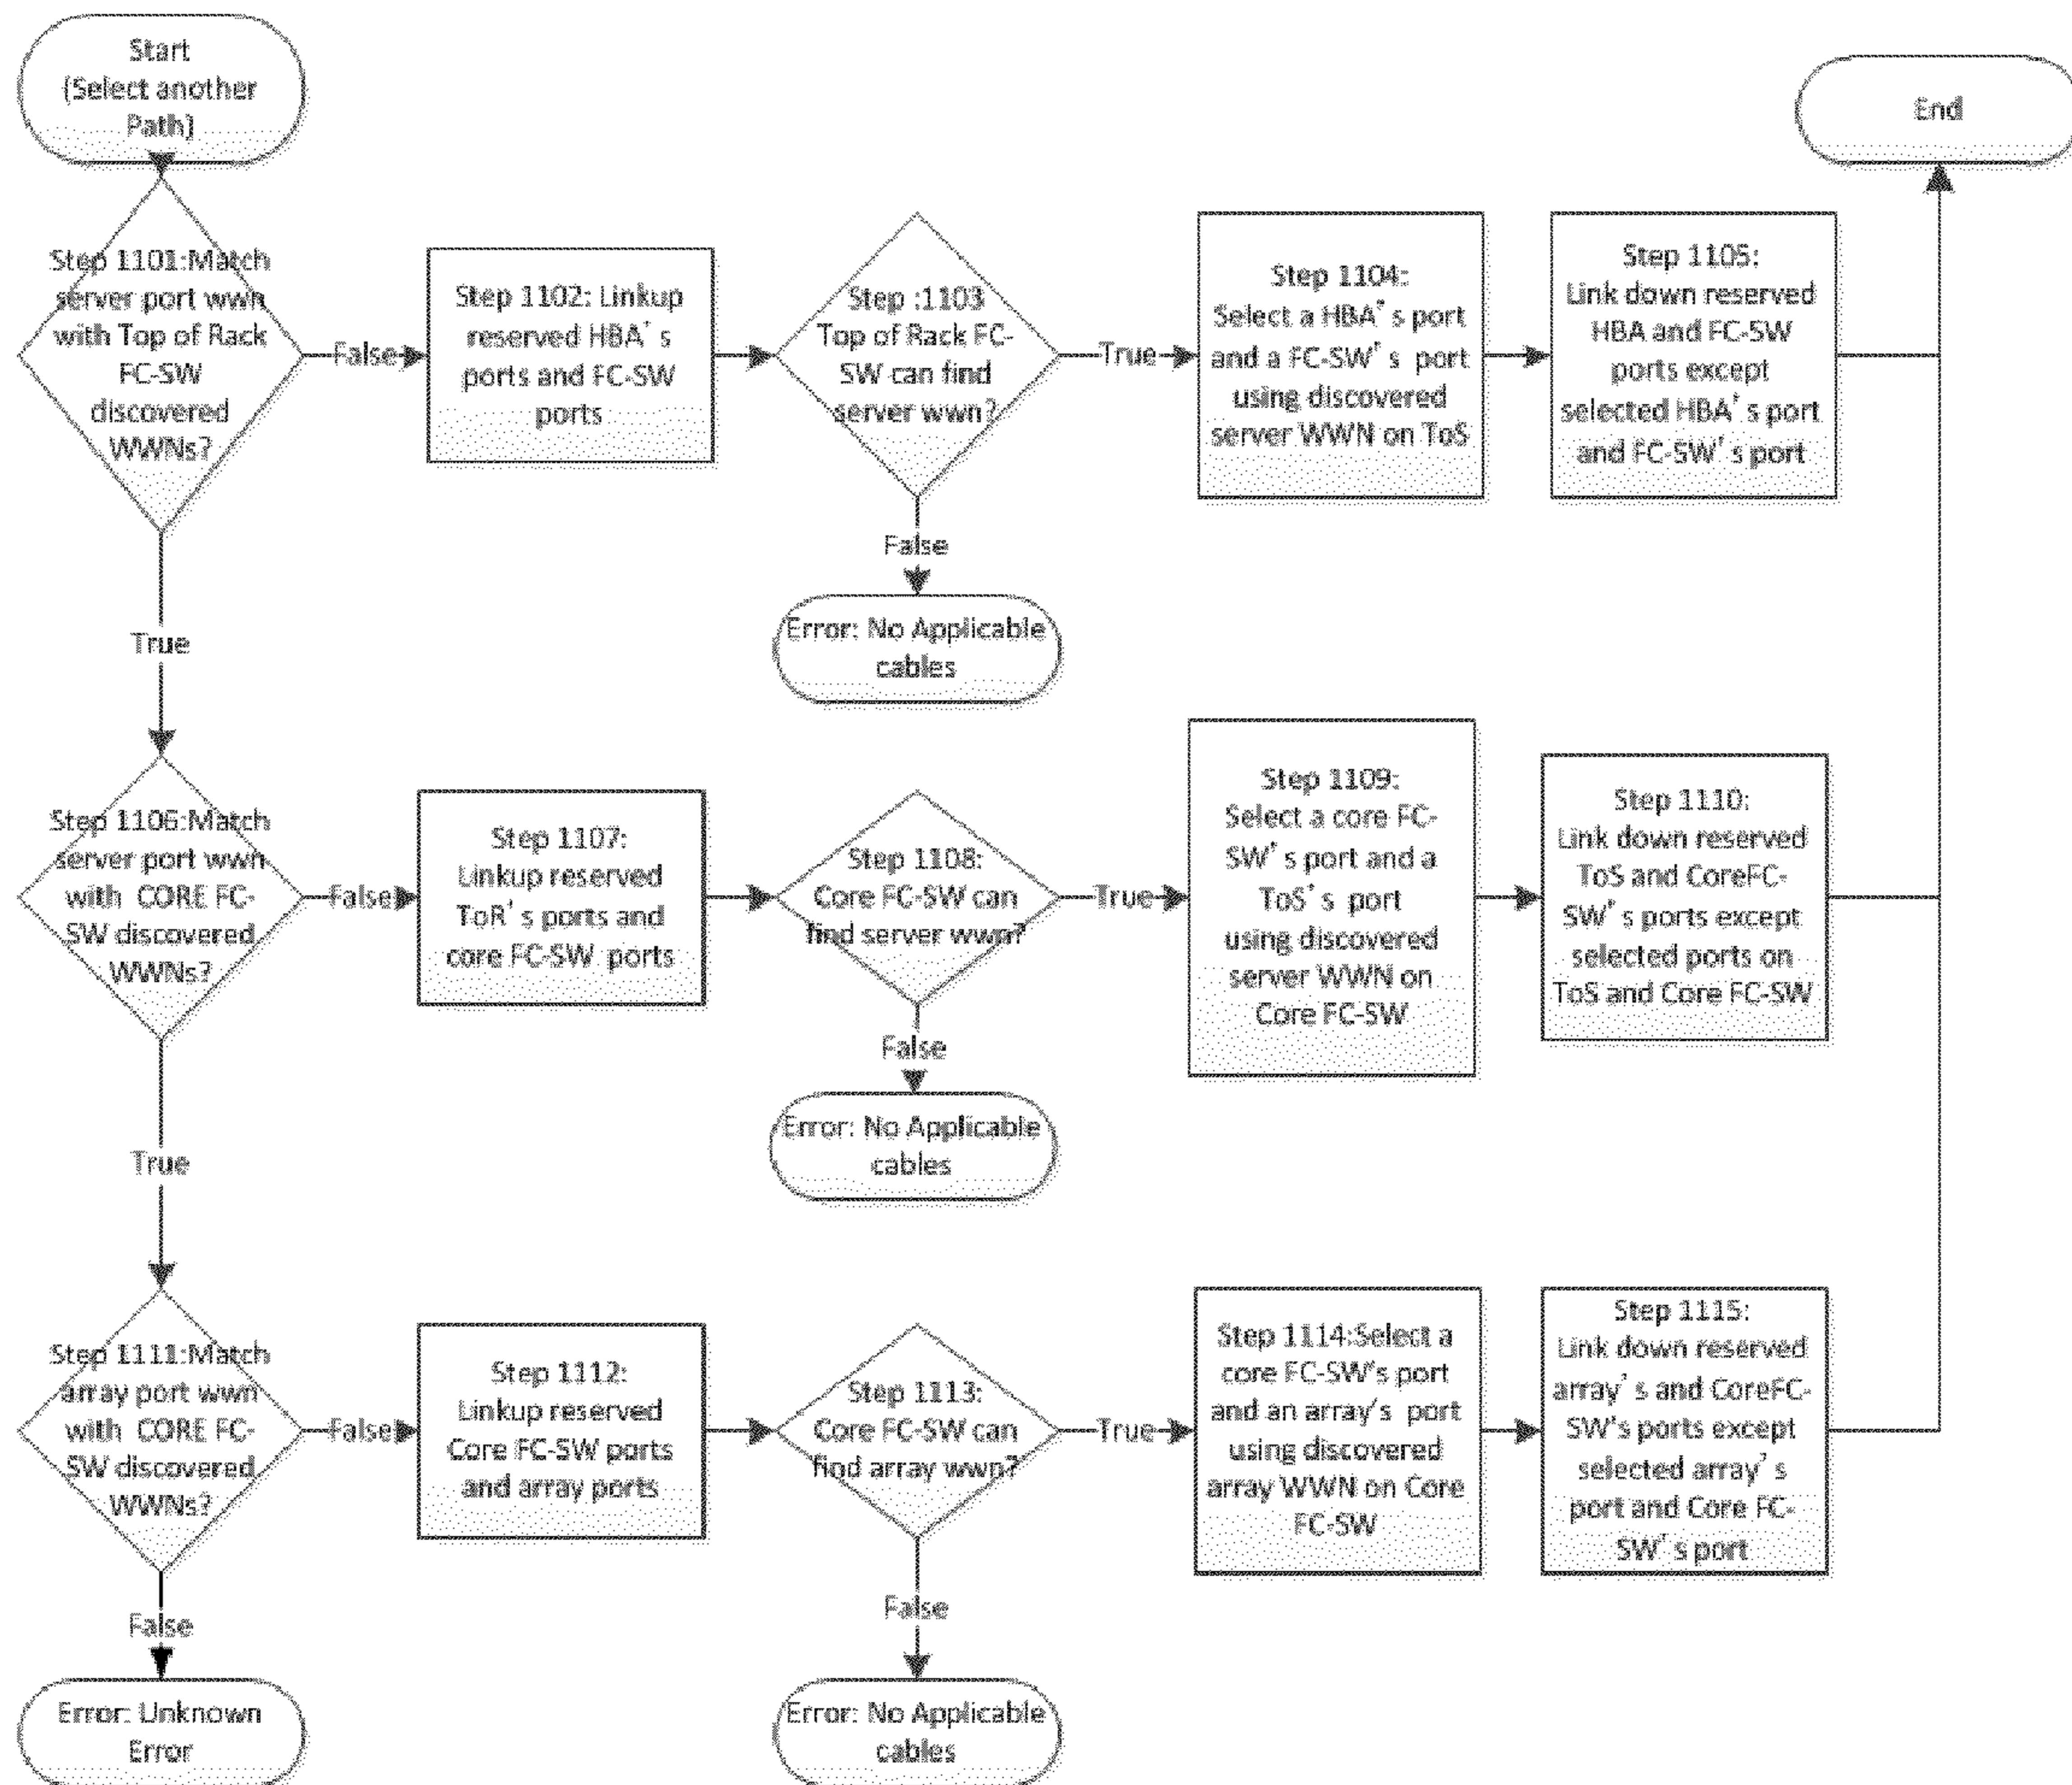 Start
(Select another
Path)
End
Step 1101:Match
server port wwn
with Top of Rack
FC-SW
discovered
WWNs?
False
Step 1102: Linkup
reserved HBA's
ports and FC-SW
ports
Step :1103
Top of Rack FC-
SW can find
server wwn?
True
Step 1104:
Select a HBA's port
and a FC-SW's port
using discovered
server WWN on ToS
Step 1105:
Link down reserved
HBA and FC-SW
ports except
selected HBA's port
and FC-SW's port
False
Error: No Applicable
cables
True
Step 1106:Match
server port wwn
with CORE FC-
SW discovered
WWNs?
False
Step 1107:
Linkup reserved
ToR's ports and
core FC-SW ports
Step 1108:
Core FC-SW can
find server wwn?
True
Step 1109:
Select a core FC-
SW's port and a
ToS's port
using discovered
server WWN on
Core FC-SW
Step 1110:
Link down reserved
ToS and CoreFC-
SW's ports except
selected ports on
ToS and Core FC-SW
False
Error: No Applicable
cables
True
Step 1111:Match
array port wwn
with CORE FC-
SW discovered
WWNs?
False
Step 1112:
Linkup reserved
Core FC-SW ports
and array ports
Step 1113:
Core FC-SW can
find array wwn?
True
Step 1114:Select a
core FC-SW's port
and an array's port
using discovered
array WWN on Core
FC-SW
Step 1115:
Link down reserved
array's and CoreFC-
SW's ports except
selected array's
port and Core FC-
SW's port
False
Error: Unknown
Error
False
Error: No Applicable
cables